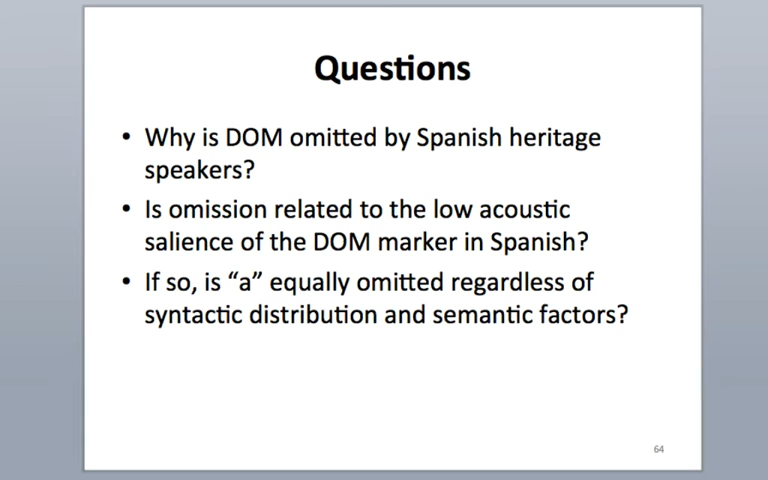 Questions
• Why is DOM omitted by Spanish heritage
speakers?
• Is omission related to the low acoustic
salience of the DOM marker in Spanish?
• If so, is “a” equally omitted regardless of
syntactic distribution and semantic factors?
64